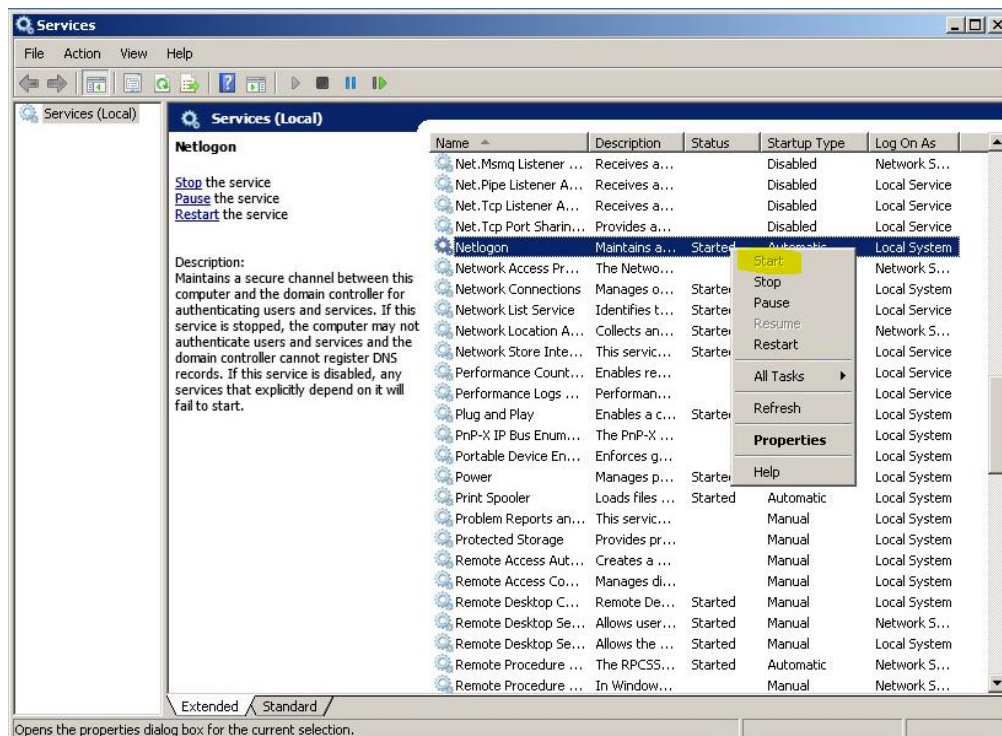 Services
File Action View Help
Services (Local)
Services (Local)
Netlogon
Stop the service
Pause the service
Restart the service
Description:
Maintains a secure channel between this
computer and the domain controller for
authenticating users and services. If this
service is stopped, the computer may not
authenticate users and services and the
domain controller cannot register DNS
records. If this service is disabled, any
services that explicitly depend on it will
fail to start.
Name Description Status Startup Type Log On As
Net.Msmq Listener ... Receives a... Disabled Network S...
Net.Pipe Listener A... Receives a... Disabled Local Service
Net.Tcp Listener A... Receives a... Disabled Local Service
Net.Tcp Port Sharin... Provides a... Disabled Local Service
Netlogon Maintains a... Started Automatic Local System
Network Access Pr... The Netwo... Network S...
Network Connections Manages o... Starte Local System
Network List Service Identifies t... Starte Local Service
Network Location A... Collects an... Starte Network S...
Network Store Inte... This servic... Starte Local Service
Performance Count... Enables re... Local Service
Performance Logs ... Performan... Local Service
Plug and Play Enables a c... Starte Local System
PnP-X IP Bus Enum... The PnP-X ... Local System
Portable Device En... Enforces g... Local System
Power Manages p... Starte Local System
Print Spooler Loads files ... Started Automatic Local System
Problem Reports an... This servic... Manual Local System
Protected Storage Provides pr... Manual Local System
Remote Access Aut... Creates a ... Manual Local System
Remote Access Co... Manages di... Manual Local System
Remote Desktop C... Remote De... Started Manual Local System
Remote Desktop Se... Allows user... Started Manual Network S...
Remote Desktop Se... Allows the ... Started Manual Local System
Remote Procedure ... The RPCSS... Started Automatic Network S...
Remote Procedure ... In Window... Manual Network S...
Start
Stop
Pause
Resume
Restart
All Tasks
Refresh
Properties
Help
Extended Standard
Opens the properties dialog box for the current selection.